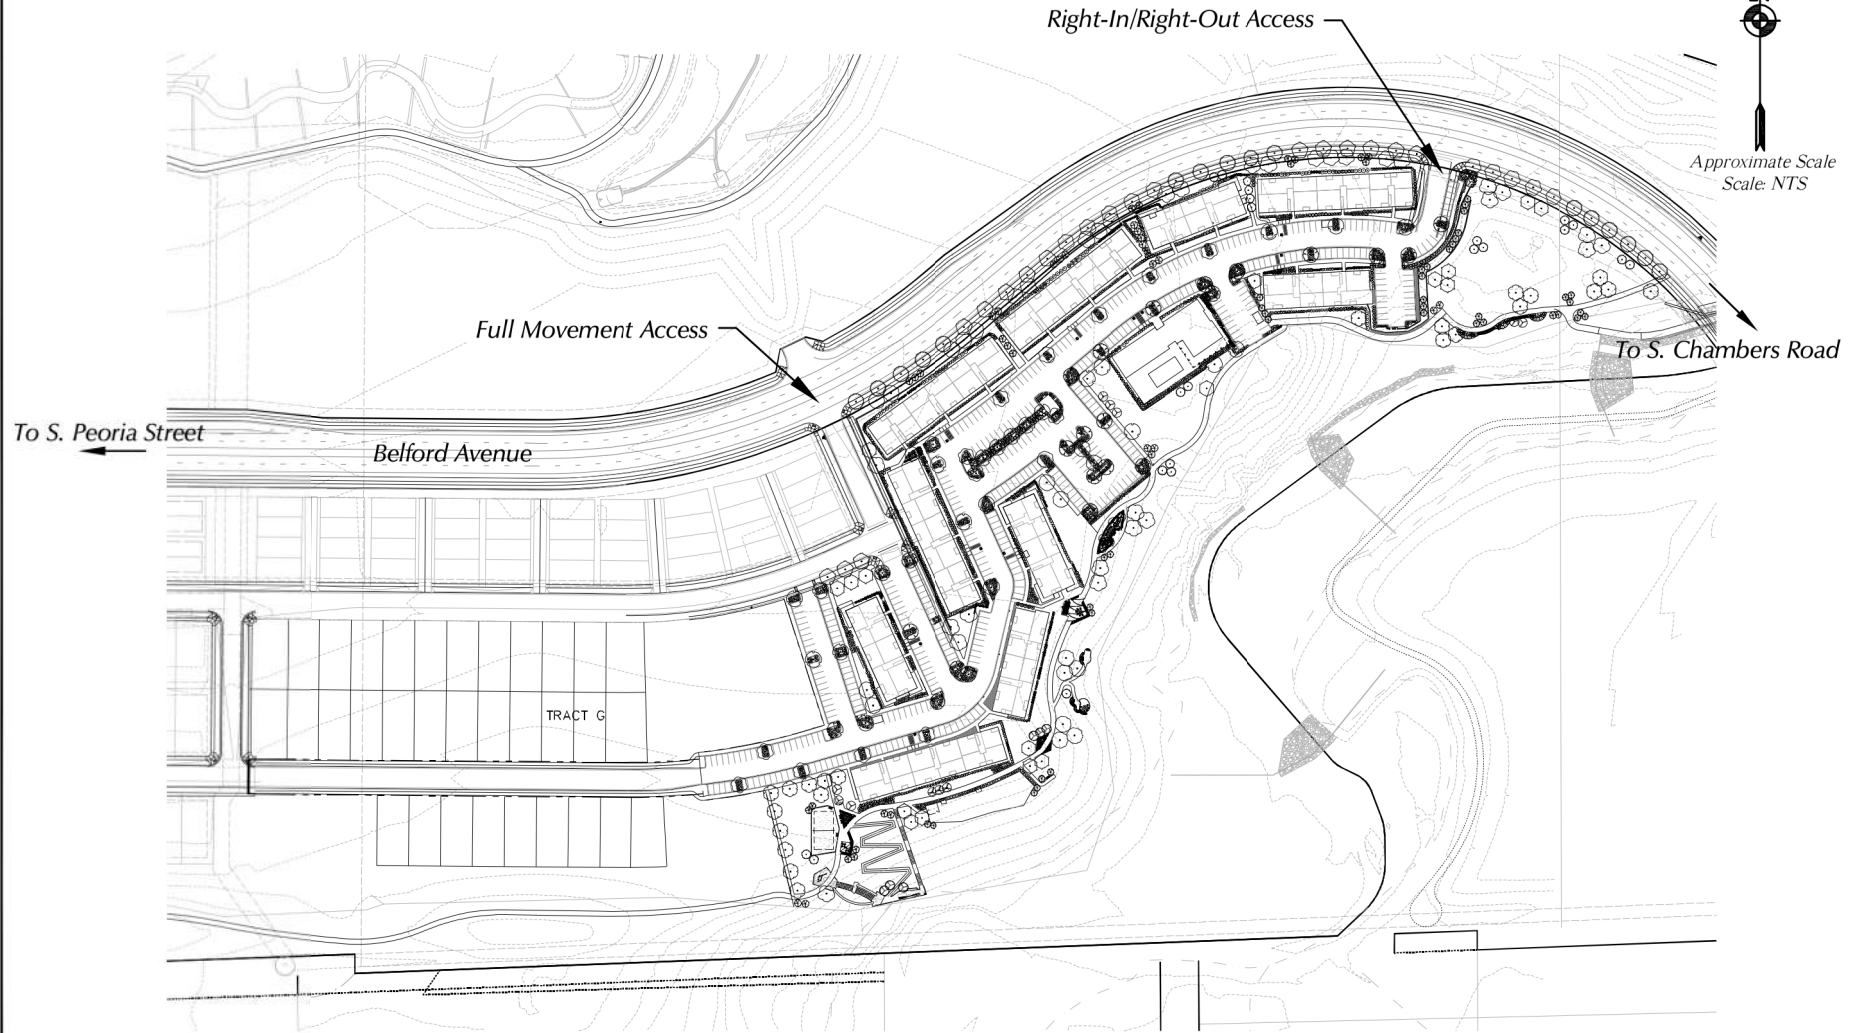 Right-In/Right-Out Access
Approximate Scale
Scale: NTS
Full Movement Access
To S. Chambers Road
To S. Peoria Street
Belford Avenue
TRACT G